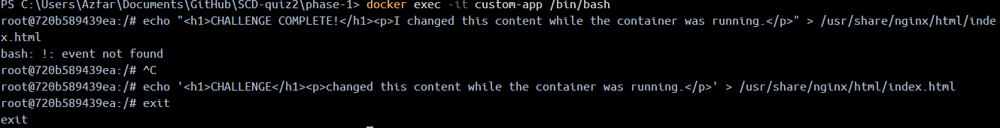 PS C:\Users\Azfar\Documents\GitHub\SCD-quiz2\phase-1> docker exec -it custom-app /bin/bash
root@720b589439ea:/# echo "<h1>CHALLENGE COMPLETE!</h1><p>I changed this content while the container was running.</p>" > /usr/share/nginx/html/inde
x.html
bash: !: event not found
root@720b589439ea:/# ^C
root@720b589439ea:/# echo '<h1>CHALLENGE</h1><p>changed this content while the container was running.</p>' > /usr/share/nginx/html/index.html
root@720b589439ea:/# exit
exit